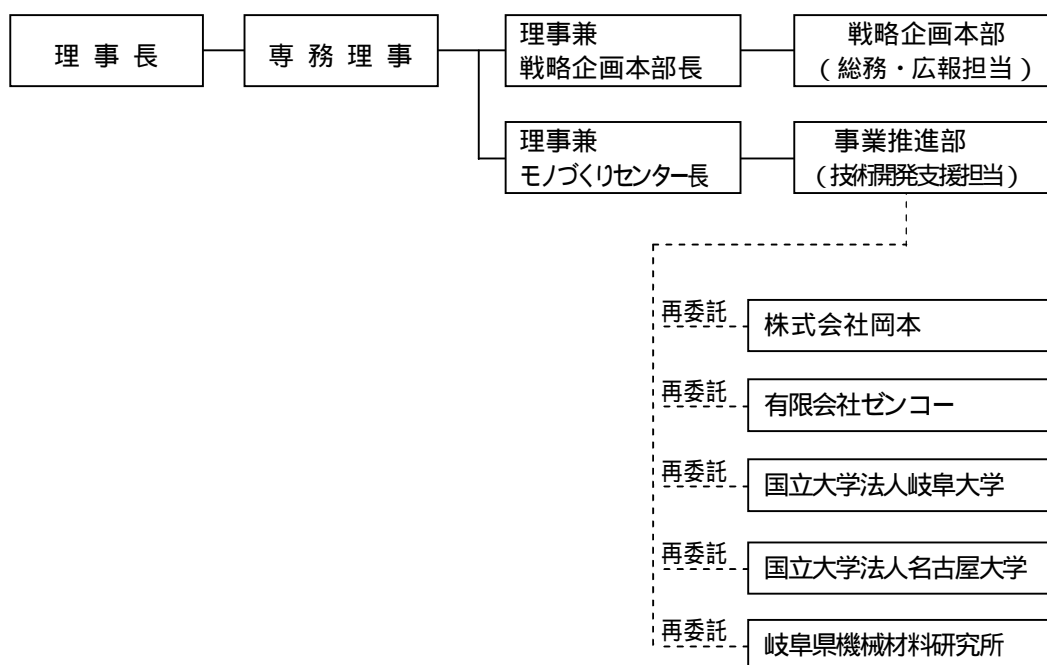 理事長
専務理事
理事兼
戦略企画本部長
戦略企画本部
(総務・広報担当)
理事兼
モノづくりセンター長
事業推進部
(技術開発支援担当)
再委託
株式会社岡本
再委託
有限会社ゼンコー
再委託
国立大学法人岐阜大学
再委託
国立大学法人名古屋大学
再委託
岐阜県機械材料研究所